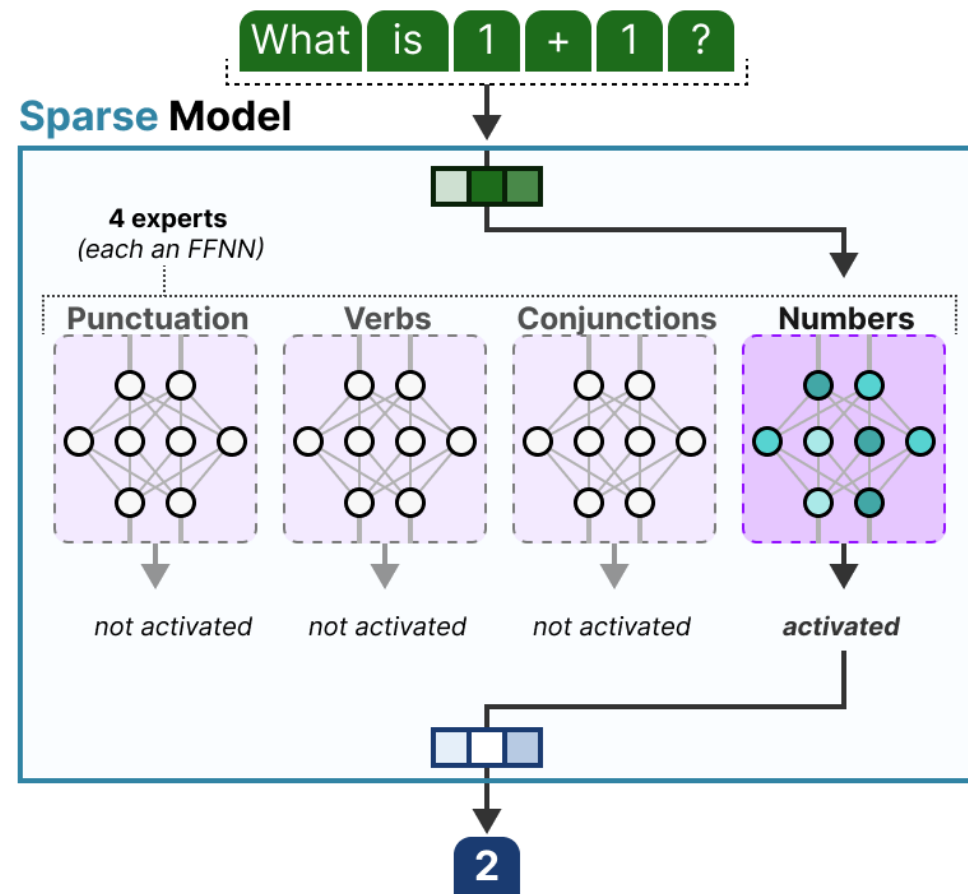 What is 1 + 1 ?
Sparse Model
4 experts
(each an FFNN)
Punctuation Verbs Conjunctions Numbers
not activated not activated not activated activated
2